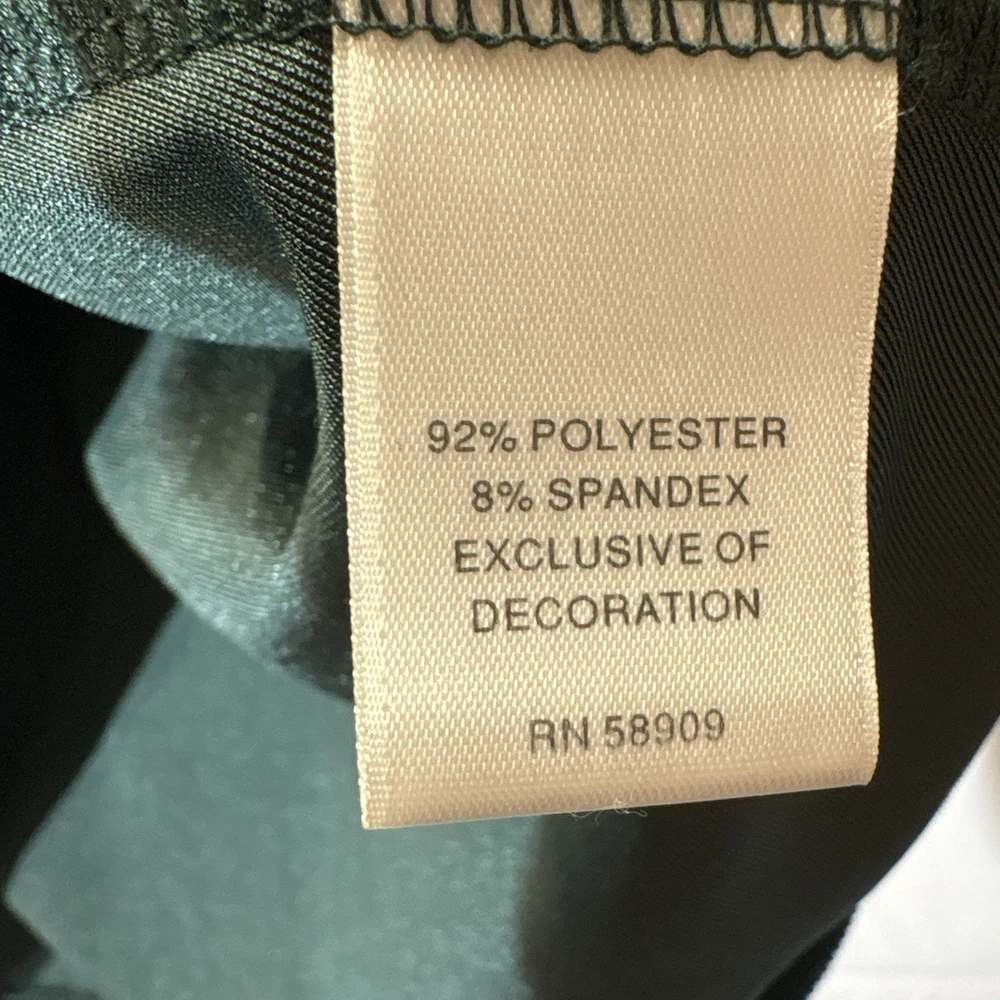 92% POLYESTER
8% SPANDEX
EXCLUSIVE OF
DECORATION
RN 58909